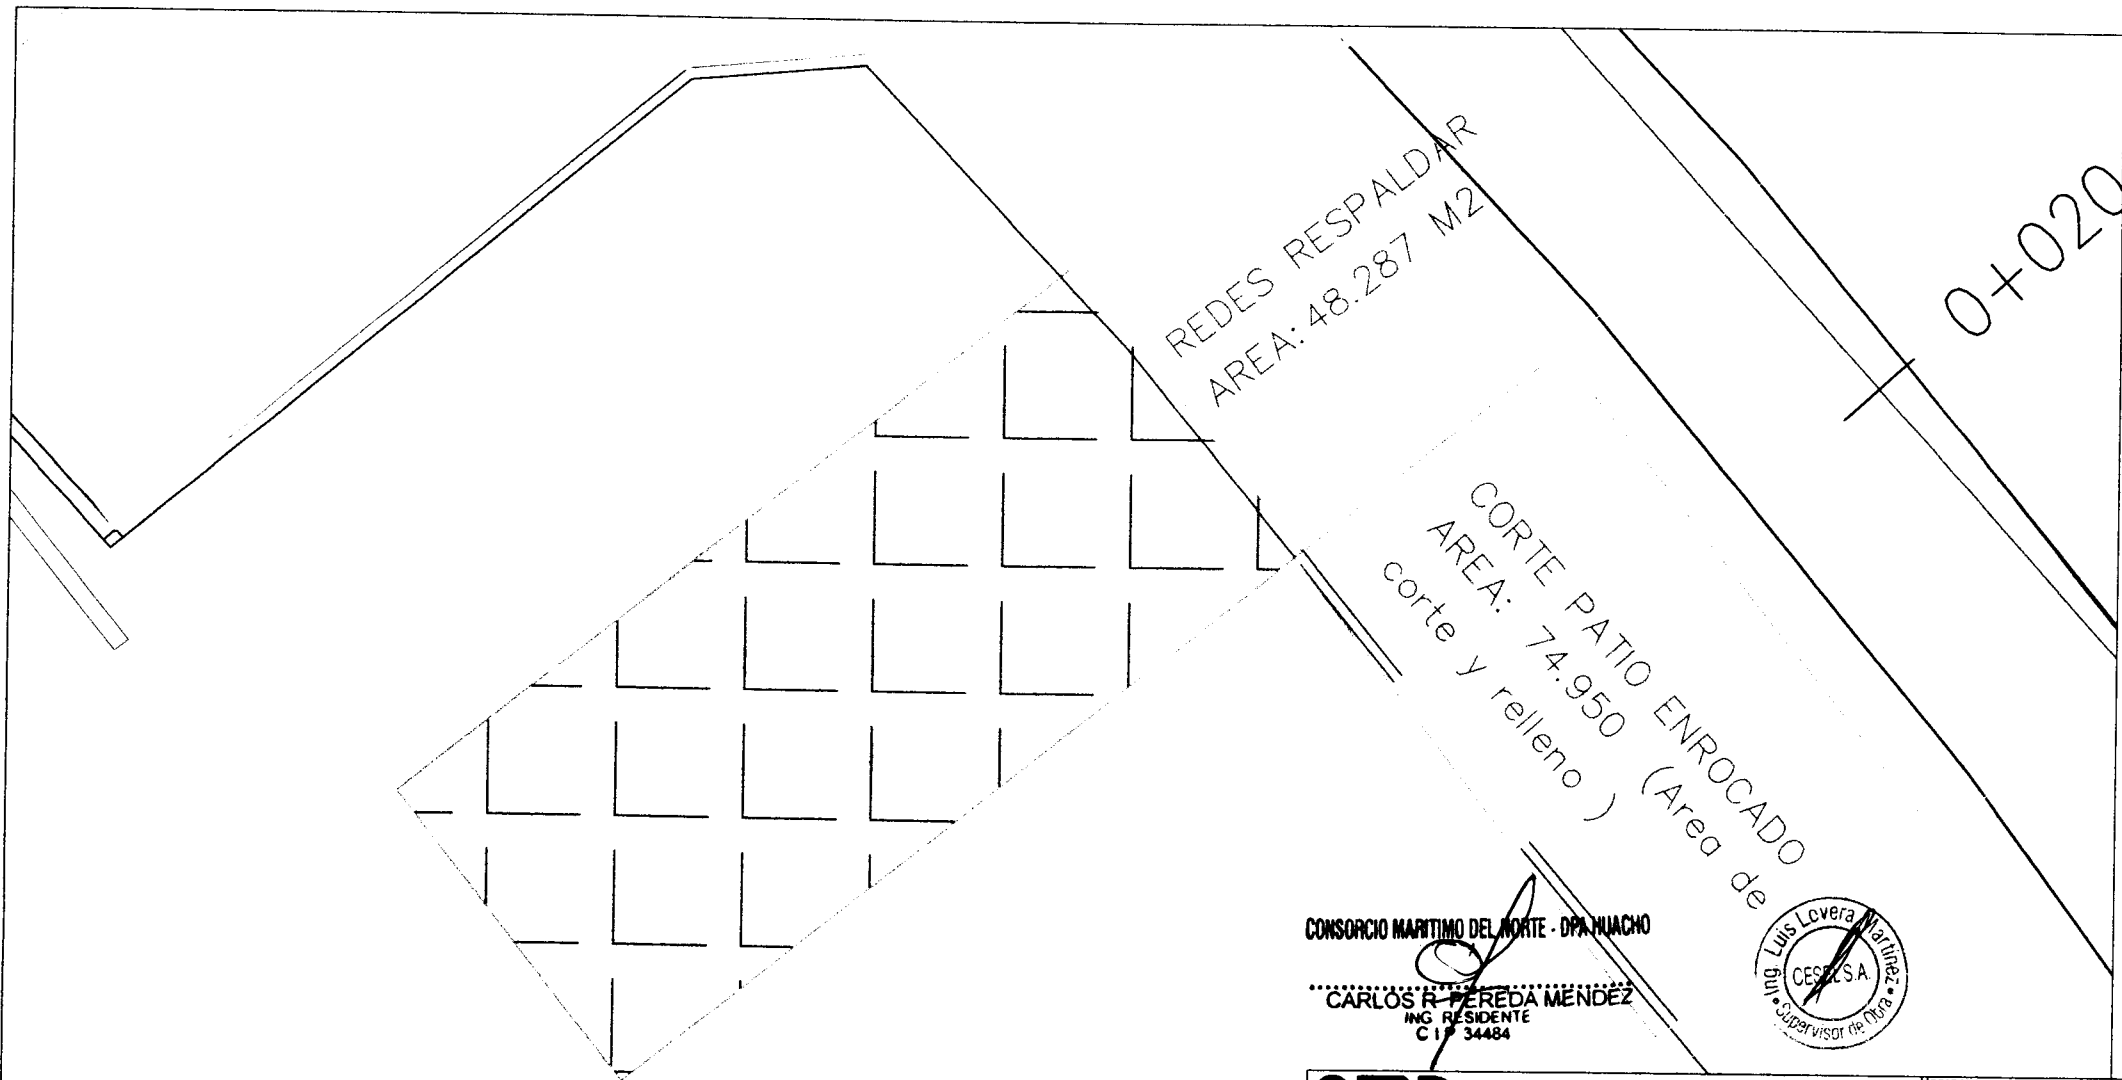 REDES RESPALDAR
AREA: 48.287 M2
0+020
CORTE PATIO ENROCADO
AREA: 74.950 (Area de
corte y relleno )
CONSORCIO MARITIMO DEL NORTE - DPA HUACHO
CARLOS R PEREDA MENDEZ
ING RESIDENTE
CIP 34484
Ing. Luis Lovera Martinez
CESEL S.A.
Supervisor de Obra